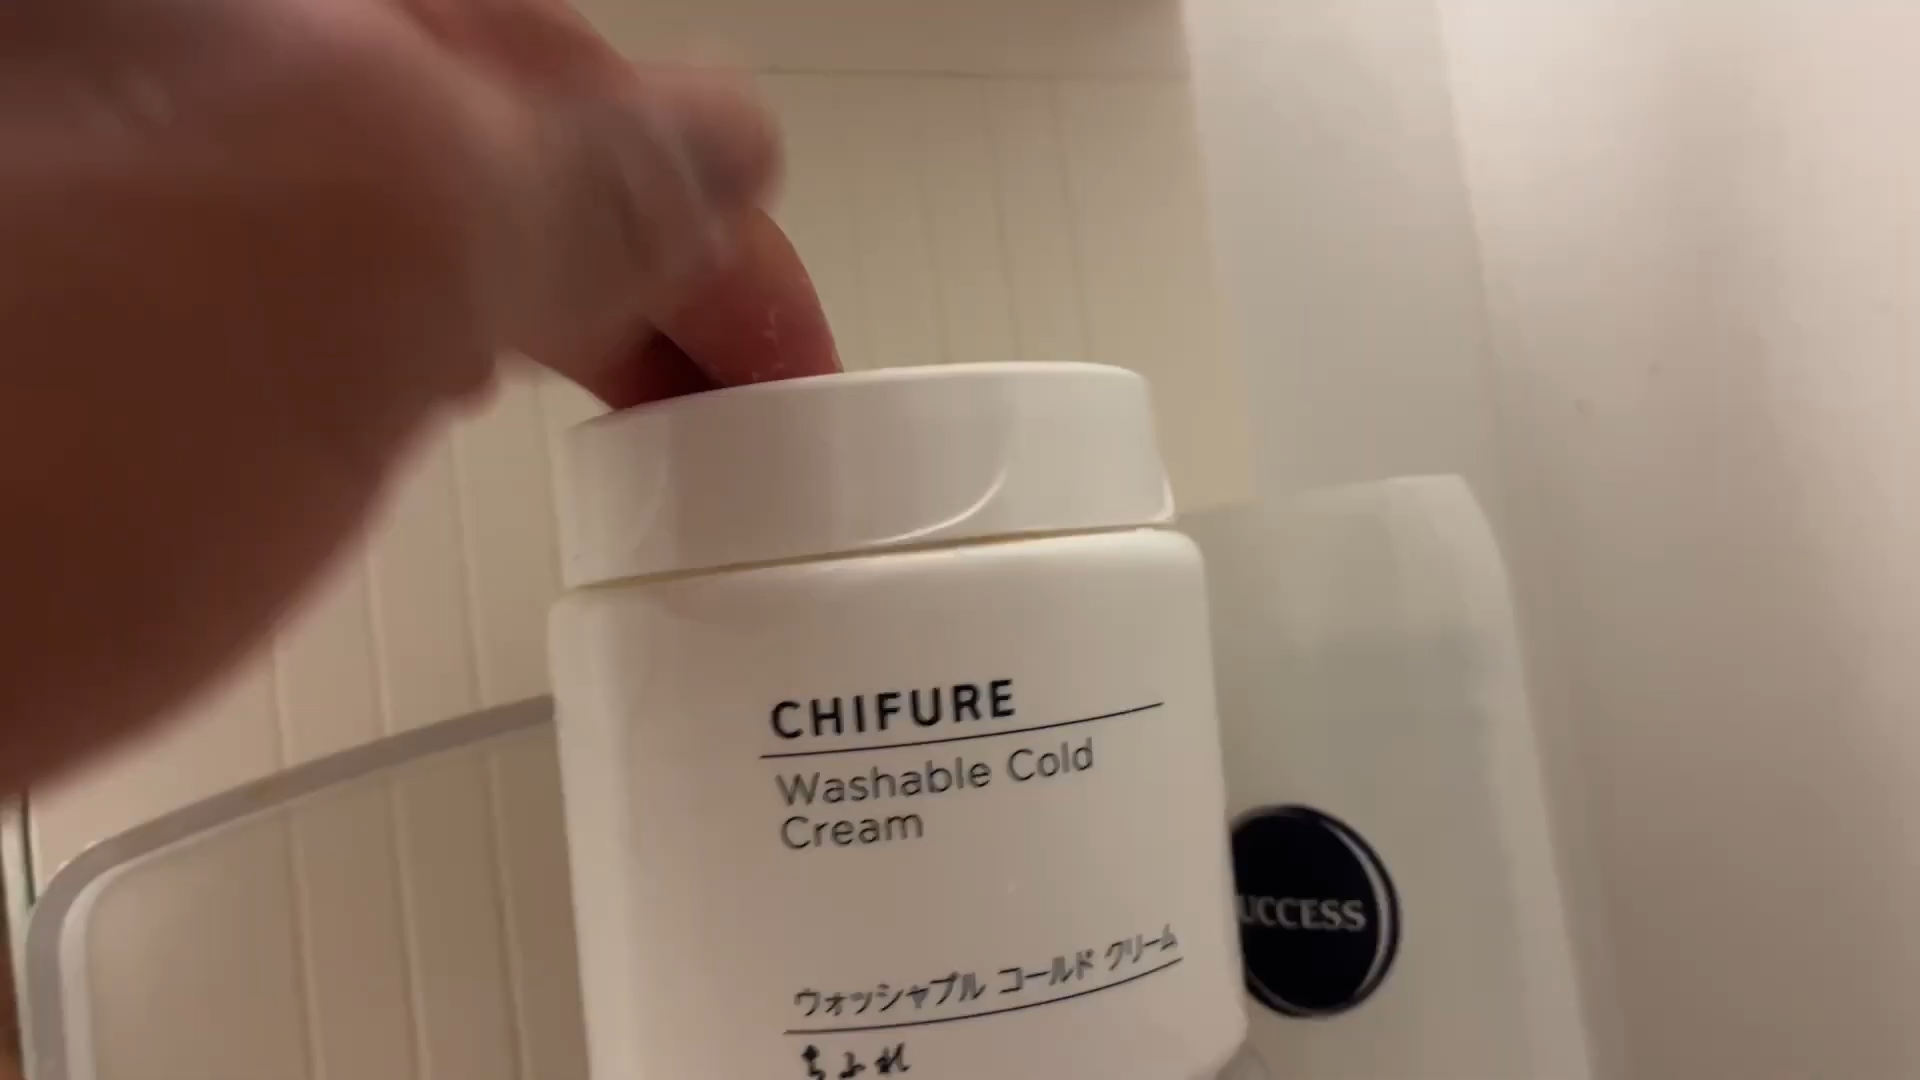 CHIFURE
Washable Cold
Cream
ウォッシャブル コールド クリーム
ちふれ
UCCESS